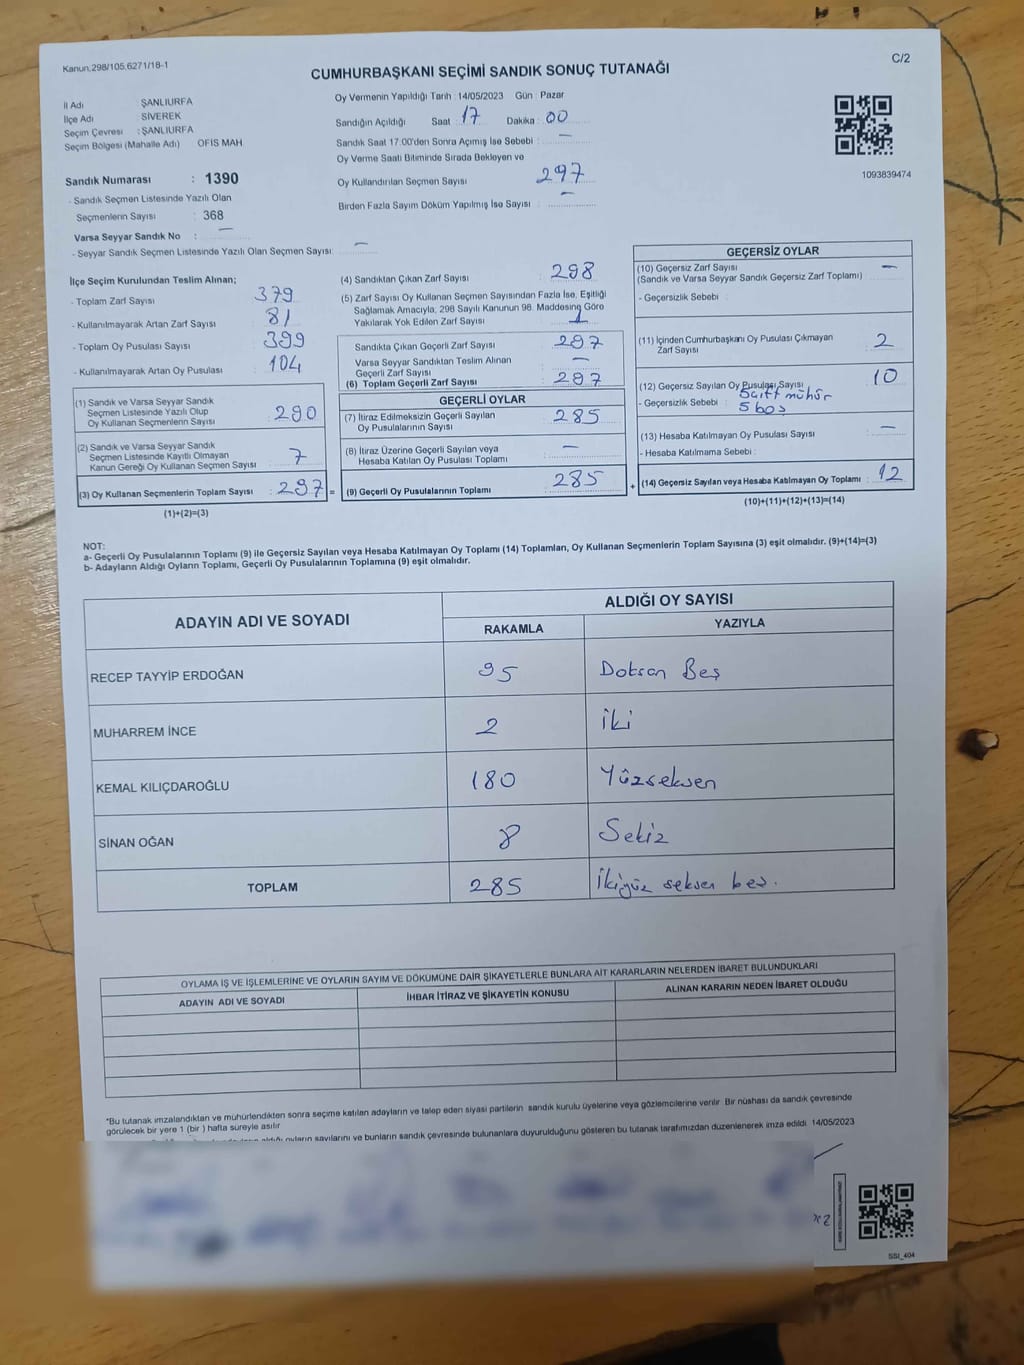 Kanun:298/105.6271/18-1
C/2
CUMHURBAŞKANI SEÇİMİ SANDIK SONUÇ TUTANAĞI
İl Adı ŞANLIURFA
İlçe Adı SİVEREK
Seçim Çevresi : ŞANLIURFA
Seçim Bölgesi (Mahalle Adı) OFİS MAH
Sandık Numarası : 1390
- Sandık Seçmen Listesinde Yazılı Olan
Seçmenlerin Sayısı : 368
Varsa Seyyar Sandık No : —
- Seyyar Sandık Seçmen Listesinde Yazılı Olan Seçmen Sayısı: —
Oy Vermenin Yapıldığı Tarih : 14/05/2023 Gün : Pazar
Sandığın Açıldığı Saat : 17 Dakika : 00
Sandık Saat 17:00'den Sonra Açımış İse Sebebi : —
Oy Verme Saati Bitiminde Sırada Bekleyen ve
Oy Kullandırılan Seçmen Sayısı : 297
Birden Fazla Sayım Döküm Yapılmış İse Sayısı : —
1093839474
İlçe Seçim Kurulundan Teslim Alınan;
- Toplam Zarf Sayısı : 379
- Kullanılmayarak Artan Zarf Sayısı : 81
- Toplam Oy Pusulası Sayısı : 399
- Kullanılmayarak Artan Oy Pusulası : 104
(1) Sandık ve Varsa Seyyar Sandık
Seçmen Listesinde Yazılı Olup
Oy Kullanan Seçmenlerin Sayısı : 290
(2) Sandık ve Varsa Seyyar Sandık
Seçmen Listesinde Kayıtlı Olmayan
Kanun Gereği Oy Kullanan Seçmen Sayısı : 7
(3) Oy Kullanan Seçmenlerin Toplam Sayısı : 297 =
(1)+(2)=(3)
(4) Sandıktan Çıkan Zarf Sayısı : 298
(5) Zarf Sayısı Oy Kullanan Seçmen Sayısından Fazla İse, Eşitliği
Sağlamak Amacıyla, 298 Sayılı Kanunun 98. Maddesine Göre
Yakılarak Yok Edilen Zarf Sayısı : 1
Sandıkta Çıkan Geçerli Zarf Sayısı : 297
Varsa Seyyar Sandıktan Teslim Alınan
Geçerli Zarf Sayısı : —
(6) Toplam Geçerli Zarf Sayısı : 297
GEÇERLİ OYLAR
(7) İtiraz Edilmeksizin Geçerli Sayılan
Oy Pusulalarının Sayısı : 285
(8) İtiraz Üzerine Geçerli Sayılan veya
Hesaba Katılan Oy Pusulası Toplamı : —
(9) Geçerli Oy Pusulalarının Toplamı : 285 +
GEÇERSİZ OYLAR
(10) Geçersiz Zarf Sayısı
(Sandık ve Varsa Seyyar Sandık Geçersiz Zarf Toplamı) : —
- Geçersizlik Sebebi :
(11) İçinden Cumhurbaşkanı Oy Pusulası Çıkmayan
Zarf Sayısı : 2
(12) Geçersiz Sayılan Oy Pusulası Sayısı : 10
- Geçersizlik Sebebi : 5 çift mühür
5 boş
(13) Hesaba Katılmayan Oy Pusulası Sayısı : —
- Hesaba Katılmama Sebebi :
(14) Geçersiz Sayılan veya Hesaba Katılmayan Oy Toplamı : 12
(10)+(11)+(12)+(13)=(14)
NOT:
a- Geçerli Oy Pusulalarının Toplamı (9) ile Geçersiz Sayılan veya Hesaba Katılmayan Oy Toplamı (14) Toplamları, Oy Kullanan Seçmenlerin Toplam Sayısına (3) eşit olmalıdır. (9)+(14)=(3)
b- Adayların Aldığı Oyların Toplamı, Geçerli Oy Pusulalarının Toplamına (9) eşit olmalıdır.
ADAYIN ADI VE SOYADI ALDIĞI OY SAYISI
RAKAMLA YAZIYLA
RECEP TAYYİP ERDOĞAN 95 Doksan Beş
MUHARREM İNCE 2 İki
KEMAL KILIÇDAROĞLU 180 Yüzseksen
SİNAN OĞAN 8 Sekiz
TOPLAM 285 İkiyüz seksen beş.
OYLAMA İŞ VE İŞLEMLERİNE VE OYLARIN SAYIM VE DÖKÜMÜNE DAİR ŞİKAYETLERLE BUNLARA AİT KARARLARIN NELERDEN İBARET BULUNDUKLARI
ADAYIN ADI VE SOYADI İHBAR İTİRAZ VE ŞİKAYETİN KONUSU ALINAN KARARIN NEDEN İBARET OLDUĞU
*Bu tutanak imzalandıktan ve mühürlendikten sonra seçime katılan adayların ve talep eden siyasi partilerin sandık kurulu üyelerine veya gözlemcilerine verilir. Bir nüshası da sandık çevresinde
görülecek bir yere 1 (bir ) hafta süreyle asılır
oyların sayılarını ve bunların sandık çevresinde bulunanlara duyurulduğunu gösteren bu tutanak tarafımızdan düzenlenerek imza edildi. 14/05/2023
SSI_404